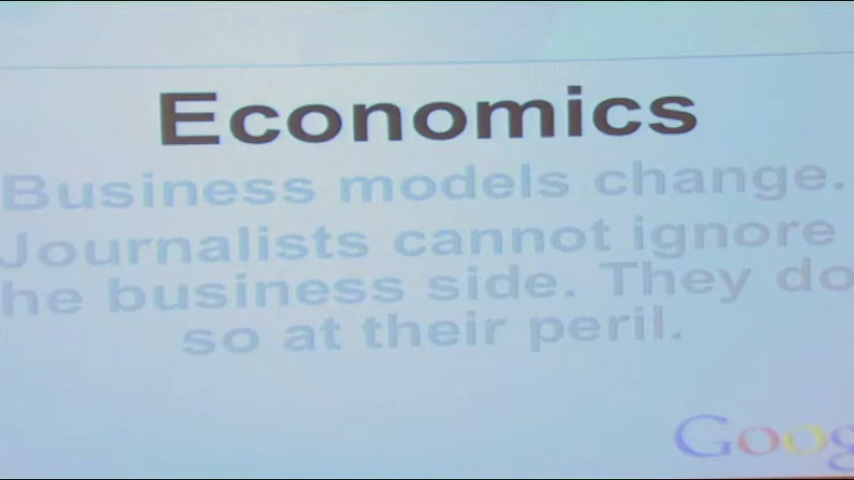 Economics
Business models change.
Journalists cannot ignore
he business side. They do
so at their peril.
Goog